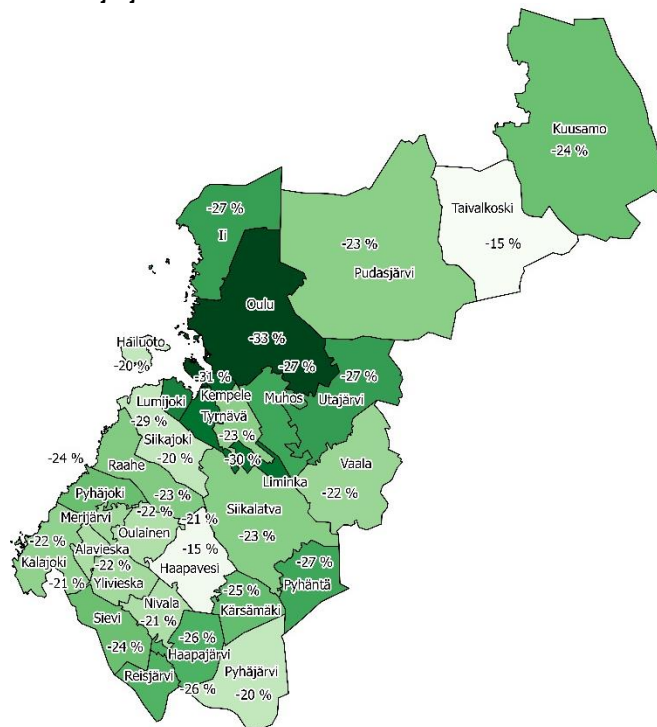 Kuusamo
-24 %
Taivalkoski
-15 %
-23 %
Pudasjärvi
-27 %
Ii
Oulu
-33 %
Hailuoto
-20 %
-31 %
-27 %
-27 %
Kempele
Lumijoki
Muhos
Utajärvi
Tyrnävä
-29 %
-23 %
Siikajoki
-24 %
-20 %
-30 %
Vaala
Raahe
Liminka
-22 %
Pyhäjoki
-23 %
Siikalatva
Merijärvi
-22 %
-21 %
-23 %
Oulainen
-22 %
Alavieska
-15 %
Kalajoki
-22 %
Haapavesi
-27 %
-21 %
Ylivieska
Pyhäntä
Nivala
-25 %
Sievi
-21 %
Kärsämäki
-24 %
-26 %
Haapajärvi
Pyhäjärvi
Reisjärvi
-26 %
-20 %